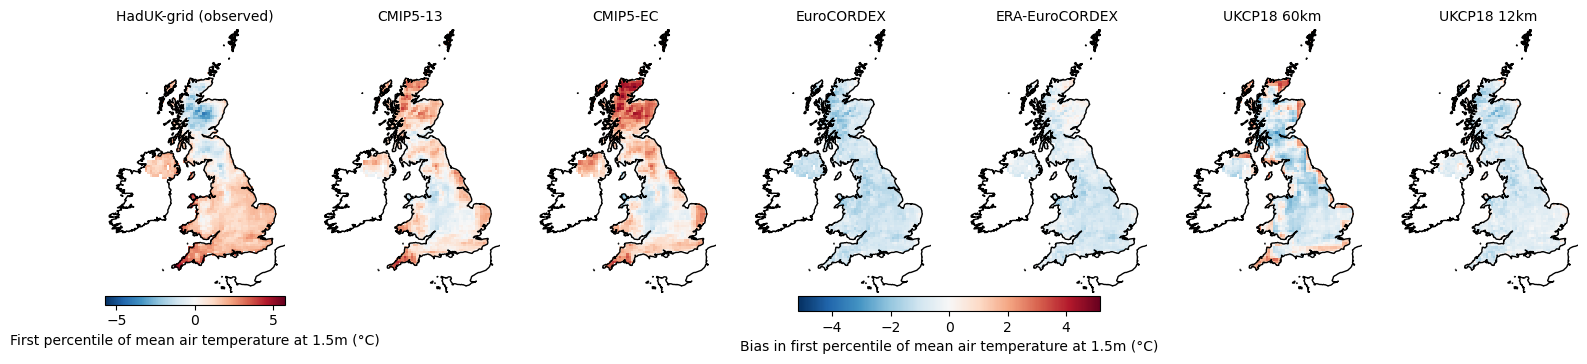 HadUK-grid (observed)
CMIP5-13
CMIP5-EC
EuroCORDEX
ERA-EuroCORDEX
UKCP18 60km
UKCP18 12km
−5 0 5
First percentile of mean air temperature at 1.5m (°C)
−4 −2 0 2 4
Bias in first percentile of mean air temperature at 1.5m (°C)